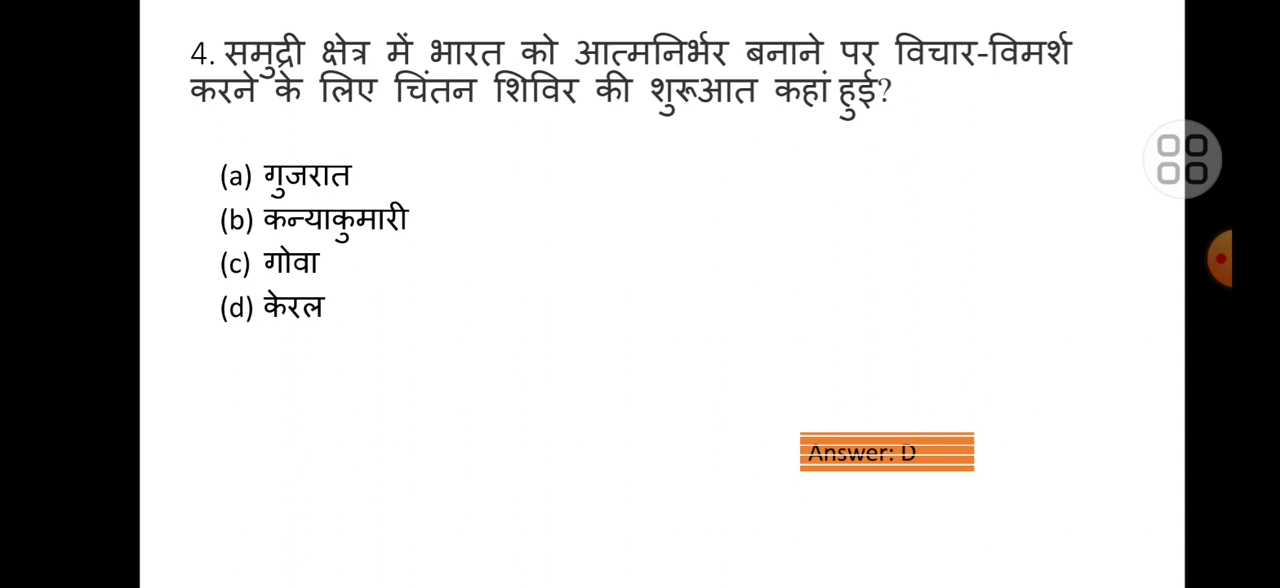 4. समुद्री क्षेत्र में भारत को आत्मनिर्भर बनाने पर विचार-विमर्श
करने के लिए चिंतन शिविर की शुरूआत कहां हुई?
(a) गुजरात
(b) कन्याकुमारी
(c) गोवा
(d) केरल
Answer: D